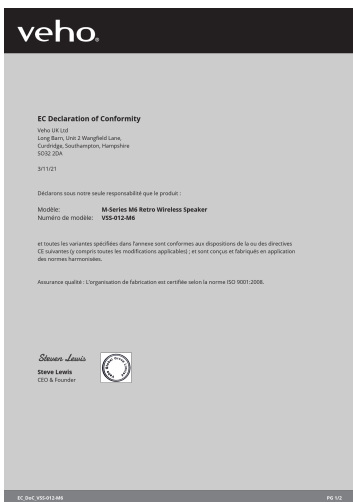 veho®
EC Declaration of Conformity
Veho UK Ltd
Long Barn, Unit 2 Wangfield Lane,
Curdridge, Southampton, Hampshire
SO32 2DA
3/11/21
Déclarons sous notre seule responsabilité que le produit :
Modèle: M-Series M6 Retro Wireless Speaker
Numéro de modèle: VSS-012-M6
et toutes les variantes spécifiées dans l'annexe sont conformes aux dispositions de la ou des directives
CE suivantes (y compris toutes les modifications applicables) ; et sont conçus et fabriqués en application
des normes harmonisées.
Assurance qualité : L'organisation de fabrication est certifiée selon la norme ISO 9001:2008.
Steven Lewis
Steve Lewis
CEO & Founder
EC_DoC_VSS-012-M6 PG 1/2